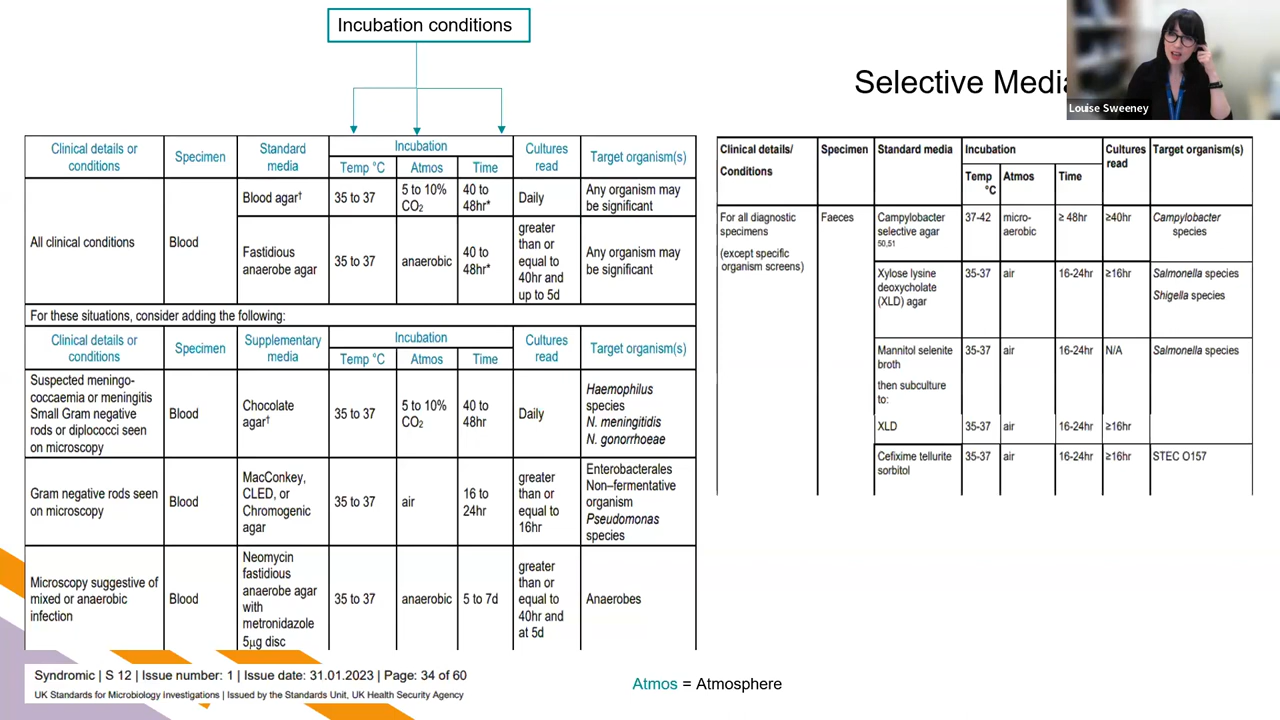 Incubation conditions
Selective Media
Louise Sweeney
Clinical details or conditions
Specimen
Standard media
Incubation
Temp °C
Atmos
Time
Cultures read
Target organism(s)
All clinical conditions
Blood
Blood agar†
35 to 37
5 to 10% CO₂
40 to 48hr*
Daily
Any organism may be significant
Fastidious anaerobe agar
35 to 37
anaerobic
40 to 48hr*
greater than or equal to 40hr and up to 5d
Any organism may be significant
For these situations, consider adding the following:
Clinical details or conditions
Specimen
Supplementary media
Incubation
Temp °C
Atmos
Time
Cultures read
Target organism(s)
Suspected meningo-coccaemia or meningitis
Small Gram negative rods or diplococci seen on microscopy
Blood
Chocolate agar†
35 to 37
5 to 10% CO₂
40 to 48hr
Daily
Haemophilus species
N. meningitidis
N. gonorrhoeae
Gram negative rods seen on microscopy
Blood
MacConkey, CLED, or Chromogenic agar
35 to 37
air
16 to 24hr
greater than or equal to 16hr
Enterobacterales
Non–fermentative organism
Pseudomonas species
Microscopy suggestive of mixed or anaerobic infection
Blood
Neomycin fastidious anaerobe agar with metronidazole 5µg disc
35 to 37
anaerobic
5 to 7d
greater than or equal to 40hr and at 5d
Anaerobes
Syndromic | S 12 | Issue number: 1 | Issue date: 31.01.2023 | Page: 34 of 60
UK Standards for Microbiology Investigations | Issued by the Standards Unit, UK Health Security Agency
Clinical details/ Conditions
Specimen
Standard media
Incubation
Temp °C
Atmos
Time
Cultures read
Target organism(s)
For all diagnostic specimens
(except specific organism screens)
Faeces
Campylobacter selective agar 50,51
37-42
micro-aerobic
≥ 48hr
≥40hr
Campylobacter species
Xylose lysine deoxycholate (XLD) agar
35-37
air
16-24hr
≥16hr
Salmonella species
Shigella species
Mannitol selenite broth
then subculture to:
35-37
air
16-24hr
N/A
Salmonella species
XLD
35-37
air
16-24hr
≥16hr
Cefixime tellurite sorbitol
35-37
air
16-24hr
≥16hr
STEC O157
Atmos = Atmosphere